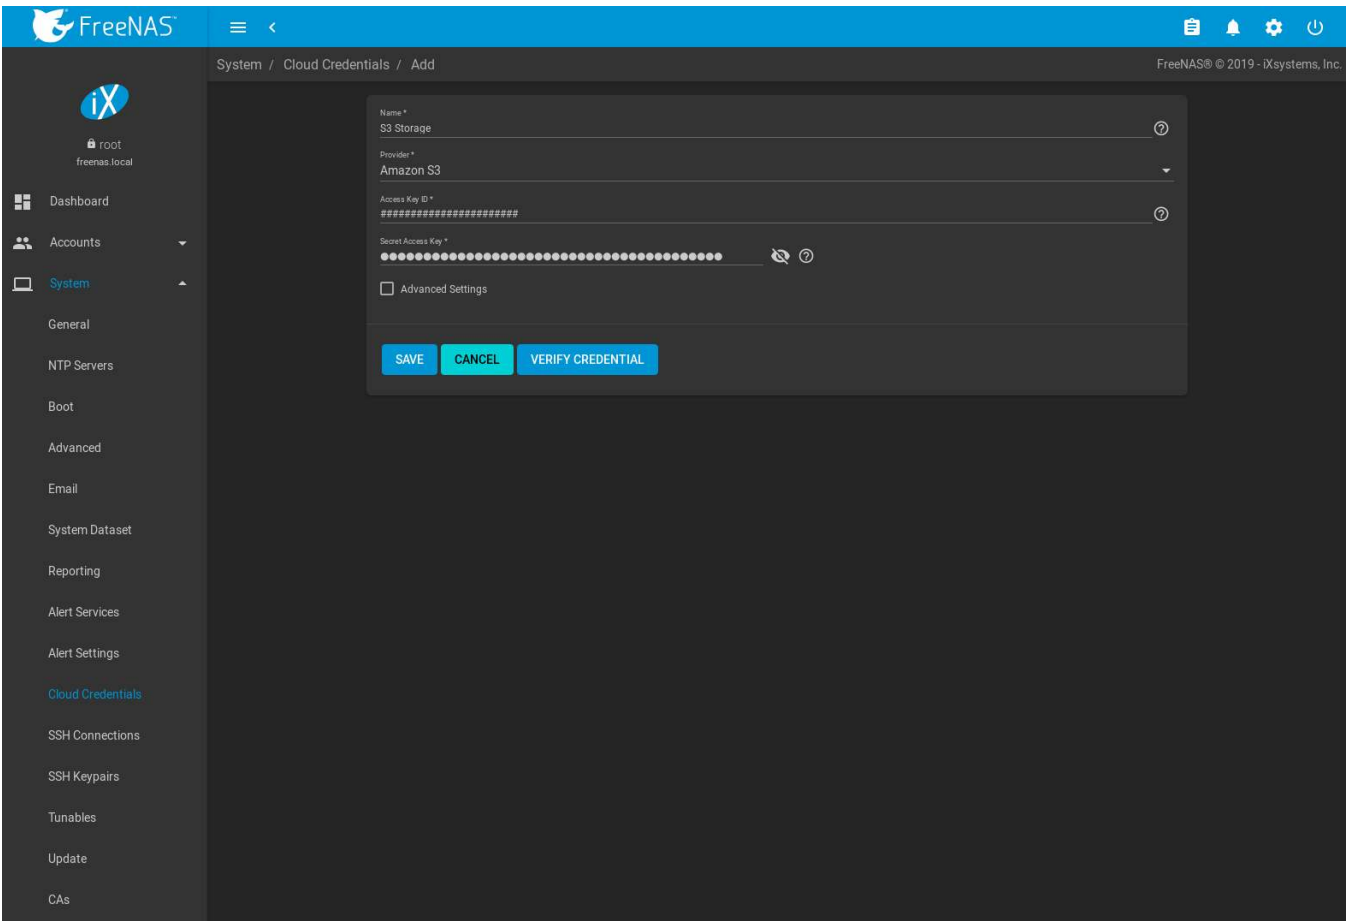 FreeNAS™
System / Cloud Credentials / Add
FreeNAS® © 2019 - iXsystems, Inc.
iX
root
freenas.local
Dashboard
Accounts
System
General
NTP Servers
Boot
Advanced
Email
System Dataset
Reporting
Alert Services
Alert Settings
Cloud Credentials
SSH Connections
SSH Keypairs
Tunables
Update
CAs
Name *
S3 Storage
Provider *
Amazon S3
Access Key ID *
#######################
Secret Access Key *
●●●●●●●●●●●●●●●●●●●●●●●●●●●●●●●●●●●●●●●●
Advanced Settings
SAVE CANCEL VERIFY CREDENTIAL